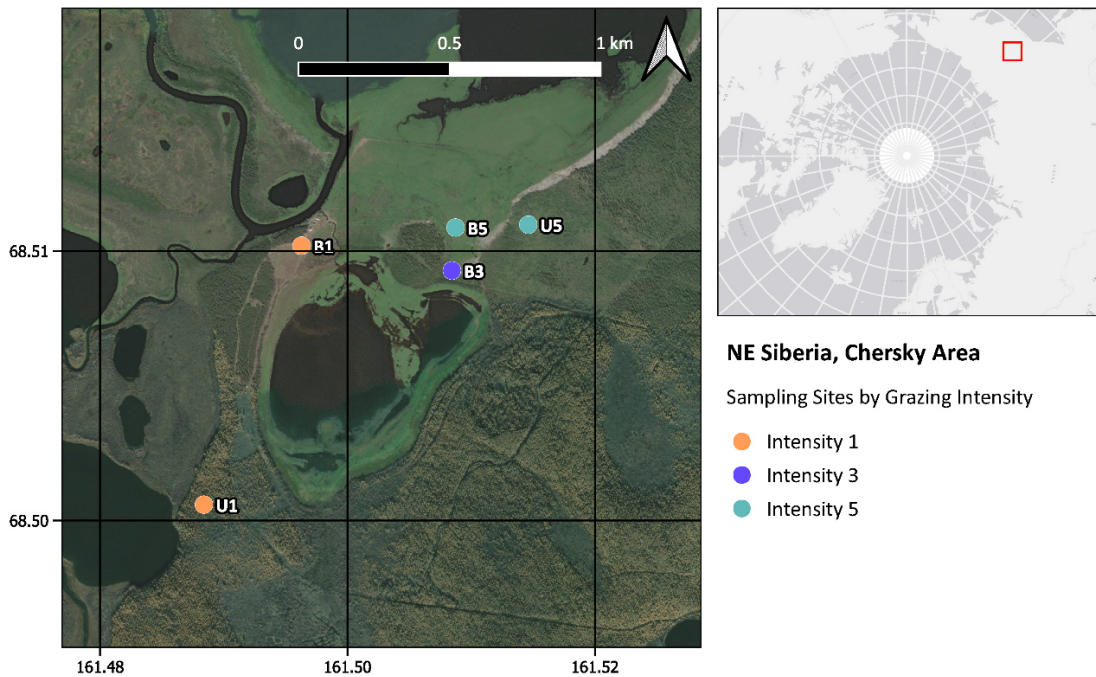 0 0.5 1 km
B5 U5
68.51
B1
B3
68.50
U1
161.48 161.50 161.52
NE Siberia, Chersky Area
Sampling Sites by Grazing Intensity
Intensity 1
Intensity 3
Intensity 5